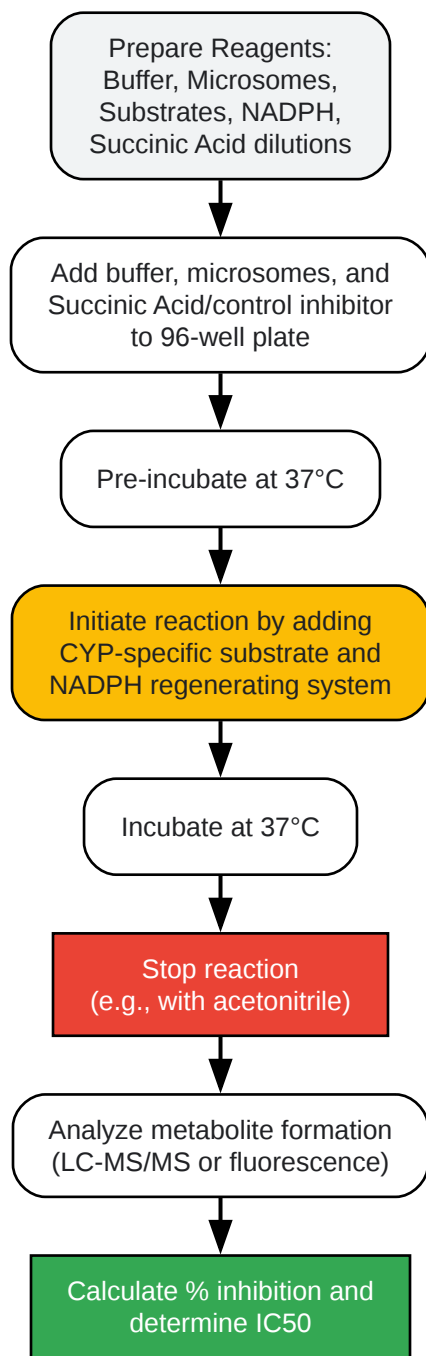 Prepare Reagents:
Buffer, Microsomes,
Substrates, NADPH,
Succinic Acid dilutions
Add buffer, microsomes, and
Succinic Acid/control inhibitor
to 96-well plate
Pre-incubate at 37°C
Initiate reaction by adding
CYP-specific substrate and
NADPH regenerating system
Incubate at 37°C
Stop reaction
(e.g., with acetonitrile)
Analyze metabolite formation
(LC-MS/MS or fluorescence)
Calculate % inhibition and
determine IC50